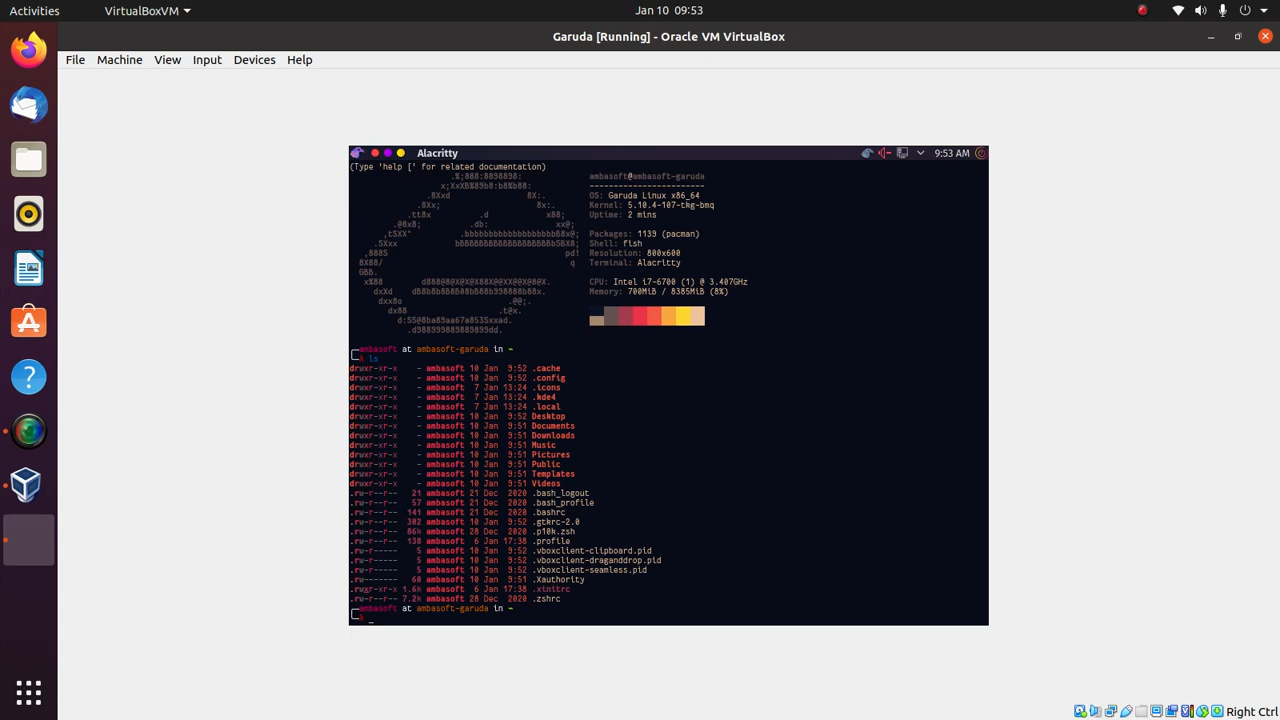 Activities
VirtualBoxVM
Jan 10 09:53
Garuda [Running] - Oracle VM VirtualBox
File Machine View Input Devices Help
Alacritty
9:53 AM
(Type 'help [' for related documentation)
ambasoft@ambasoft-garuda
------------------------
OS: Garuda Linux x86_64
Kernel: 5.10.4-107-tkg-bmq
Uptime: 2 mins
Packages: 1139 (pacman)
Shell: fish
Resolution: 800x600
Terminal: Alacritty
CPU: Intel i7-6700 (1) @ 3.407GHz
Memory: 700MiB / 8385MiB (8%)
ambasoft at ambasoft-garuda in ~
ls
drwxr-xr-x - ambasoft 10 Jan 9:52 .cache
drwxr-xr-x - ambasoft 10 Jan 9:52 .config
drwxr-xr-x - ambasoft 7 Jan 13:24 .icons
drwxr-xr-x - ambasoft 7 Jan 13:24 .kde4
drwxr-xr-x - ambasoft 7 Jan 13:24 .local
drwxr-xr-x - ambasoft 10 Jan 9:52 Desktop
drwxr-xr-x - ambasoft 10 Jan 9:51 Documents
drwxr-xr-x - ambasoft 10 Jan 9:51 Downloads
drwxr-xr-x - ambasoft 10 Jan 9:51 Music
drwxr-xr-x - ambasoft 10 Jan 9:51 Pictures
drwxr-xr-x - ambasoft 10 Jan 9:51 Public
drwxr-xr-x - ambasoft 10 Jan 9:51 Templates
drwxr-xr-x - ambasoft 10 Jan 9:51 Videos
.rw-r--r-- 21 ambasoft 21 Dec 2020 .bash_logout
.rw-r--r-- 57 ambasoft 21 Dec 2020 .bash_profile
.rw-r--r-- 141 ambasoft 21 Dec 2020 .bashrc
.rw-r--r-- 302 ambasoft 10 Jan 9:52 .gtkrc-2.0
.rw-r--r-- 86k ambasoft 28 Dec 2020 .p10k.zsh
.rw-r--r-- 138 ambasoft 6 Jan 17:38 .profile
.rw-r----- 5 ambasoft 10 Jan 9:52 .vboxclient-clipboard.pid
.rw-r----- 5 ambasoft 10 Jan 9:52 .vboxclient-draganddrop.pid
.rw-r----- 5 ambasoft 10 Jan 9:52 .vboxclient-seamless.pid
.rw------- 60 ambasoft 10 Jan 9:51 .Xauthority
.rwxr-xr-x 1.6k ambasoft 6 Jan 17:38 .xinitrc
.rw-r--r-- 7.2k ambasoft 28 Dec 2020 .zshrc
ambasoft at ambasoft-garuda in ~
Right Ctrl